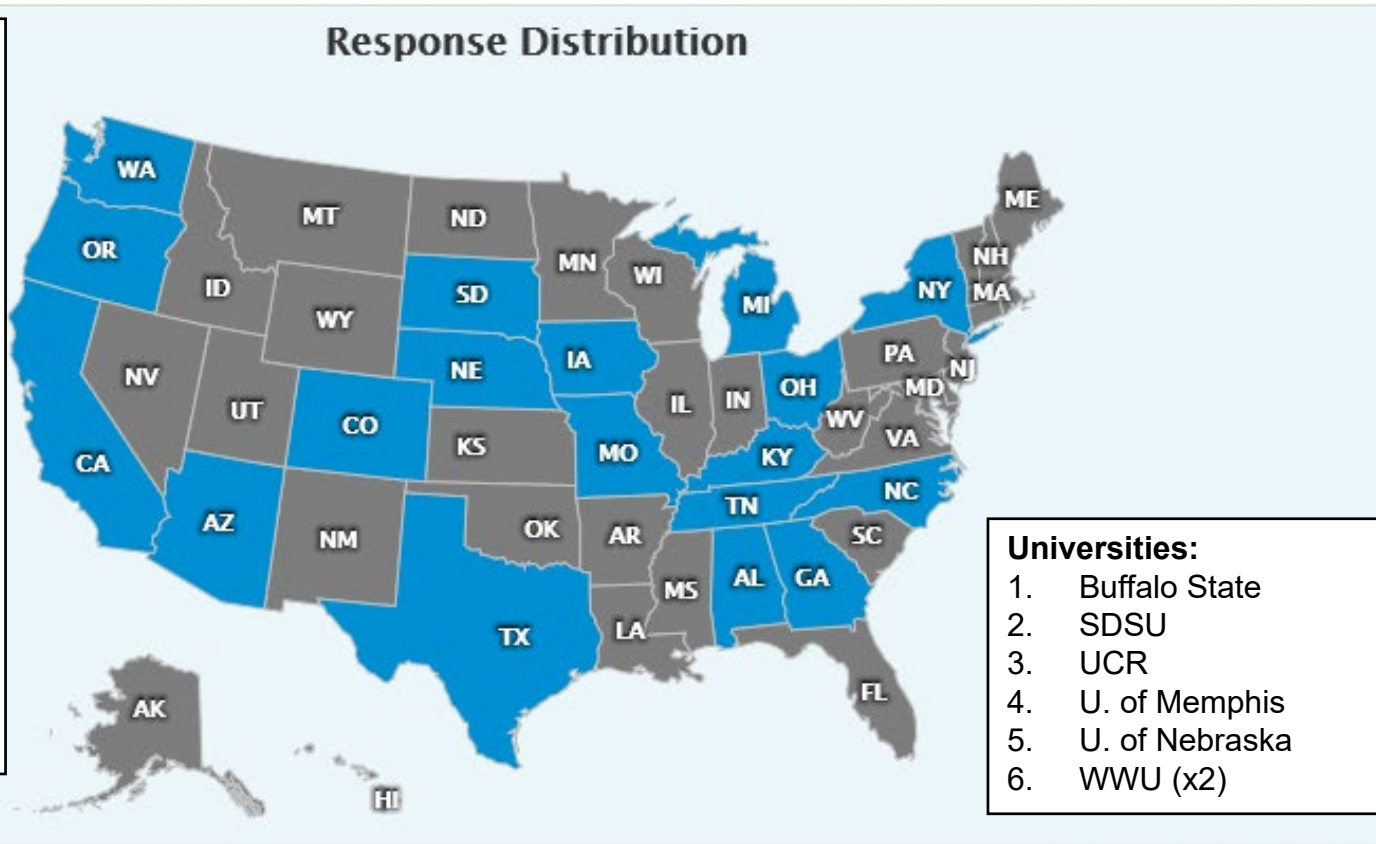 Response Distribution
WA
MT
ND
ME
OR
MN
NH
ID
SD
WI
NY
MA
WY
MI
IA
PA
NE
NJ
NV
OH
MD
UT
IL
IN
CO
WV
KS
MO
KY
VA
CA
NC
TN
AZ
OK
AR
SC
NM
MS
AL
GA
TX
LA
FL
AK
HI
Universities:
1. Buffalo State
2. SDSU
3. UCR
4. U. of Memphis
5. U. of Nebraska
6. WWU (x2)